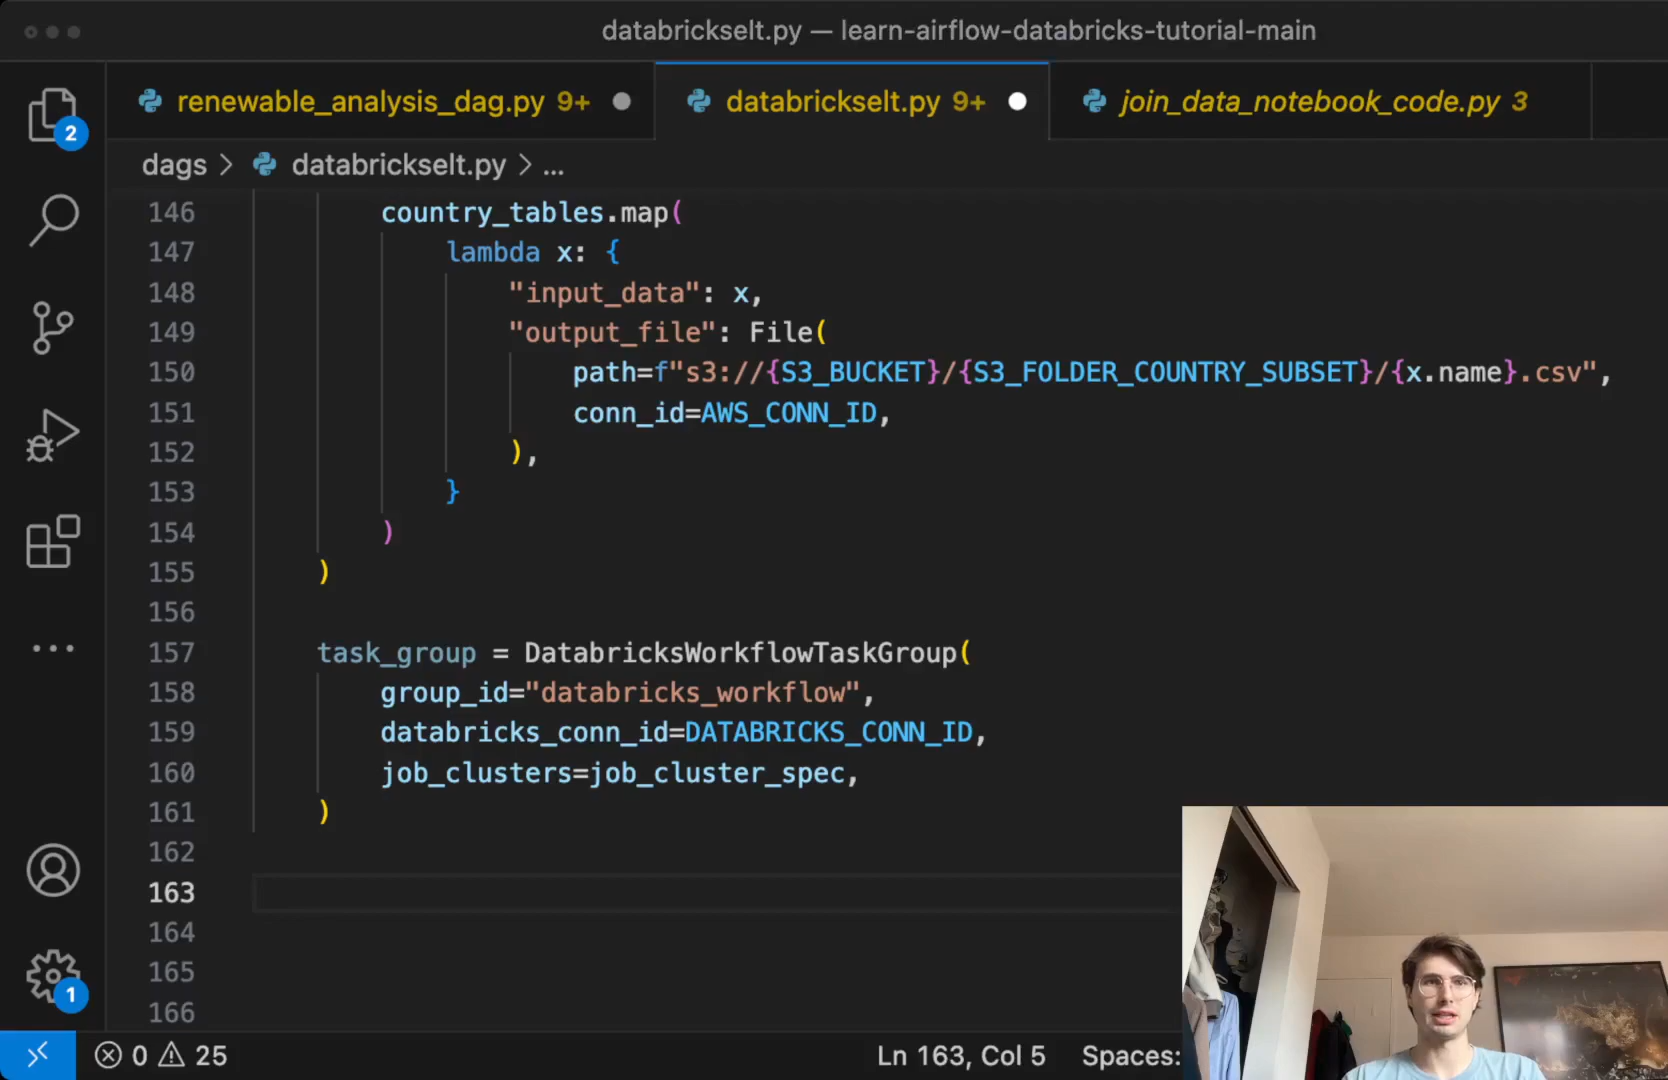 databrickselt.py — learn-airflow-databricks-tutorial-main
renewable_analysis_dag.py 9+
databrickselt.py 9+
join_data_notebook_code.py 3
2
dags > databrickselt.py > ...
146 country_tables.map(
147 lambda x: {
148 "input_data": x,
149 "output_file": File(
150 path=f"s3://{S3_BUCKET}/{S3_FOLDER_COUNTRY_SUBSET}/{x.name}.csv",
151 conn_id=AWS_CONN_ID,
152 ),
153 }
154 )
155 )
156
157 task_group = DatabricksWorkflowTaskGroup(
158 group_id="databricks_workflow",
159 databricks_conn_id=DATABRICKS_CONN_ID,
160 job_clusters=job_cluster_spec,
161 )
162
163
164
165
166
1
0 25
Ln 163, Col 5 Spaces: